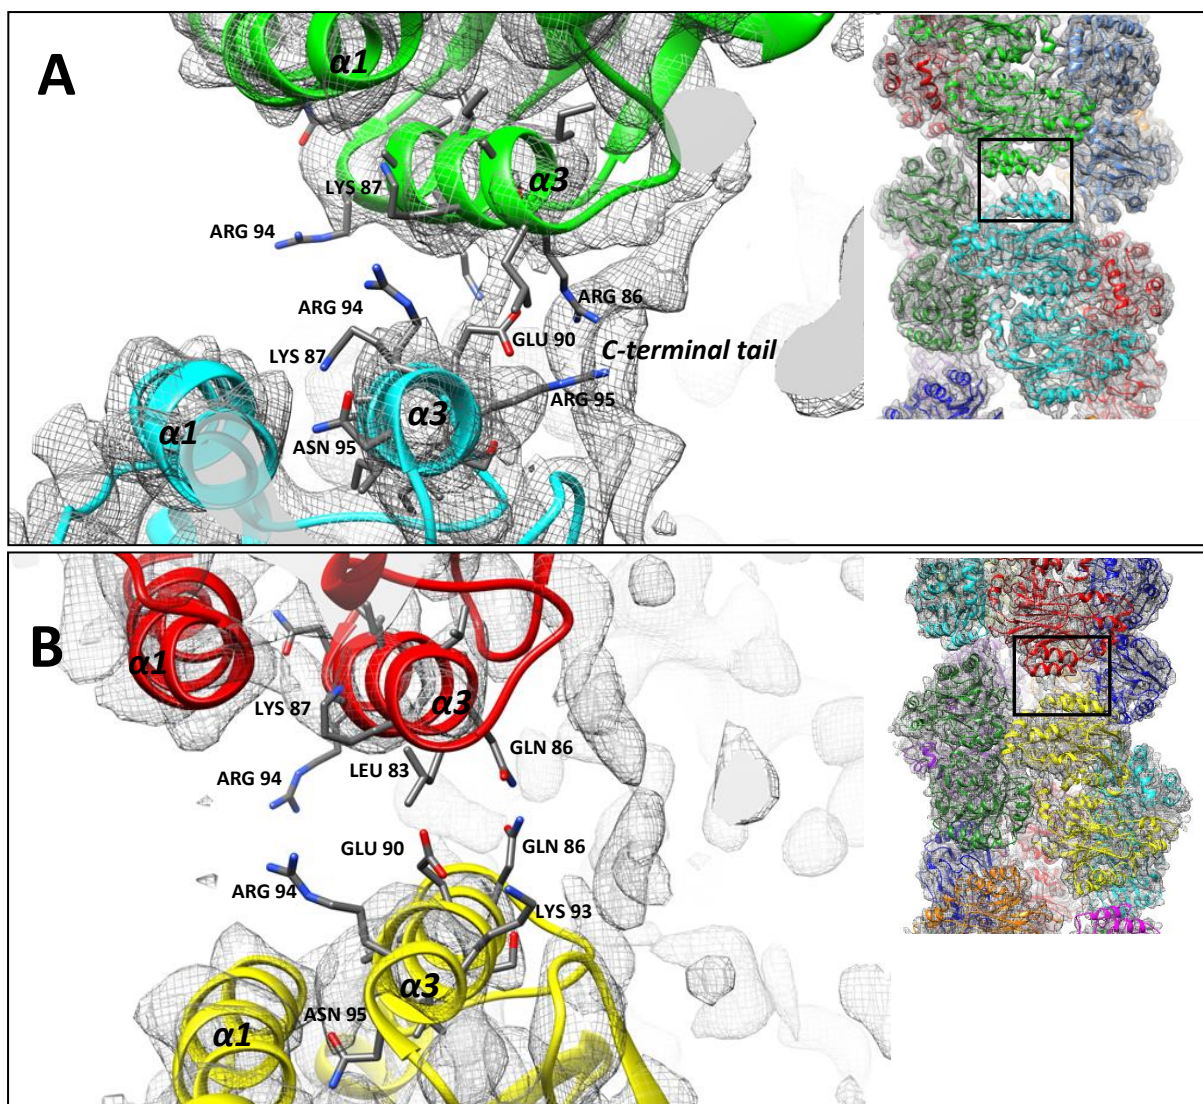 A
α1
LYS 87
α3
ARG 94
ARG 94
ARG 86
GLU 90
LYS 87
C-terminal tail
ARG 95
α3
α1
ASN 95
B
α1
LYS 87
α3
GLN 86
ARG 94
LEU 83
GLU 90
GLN 86
ARG 94
LYS 93
α3
ASN 95
α1